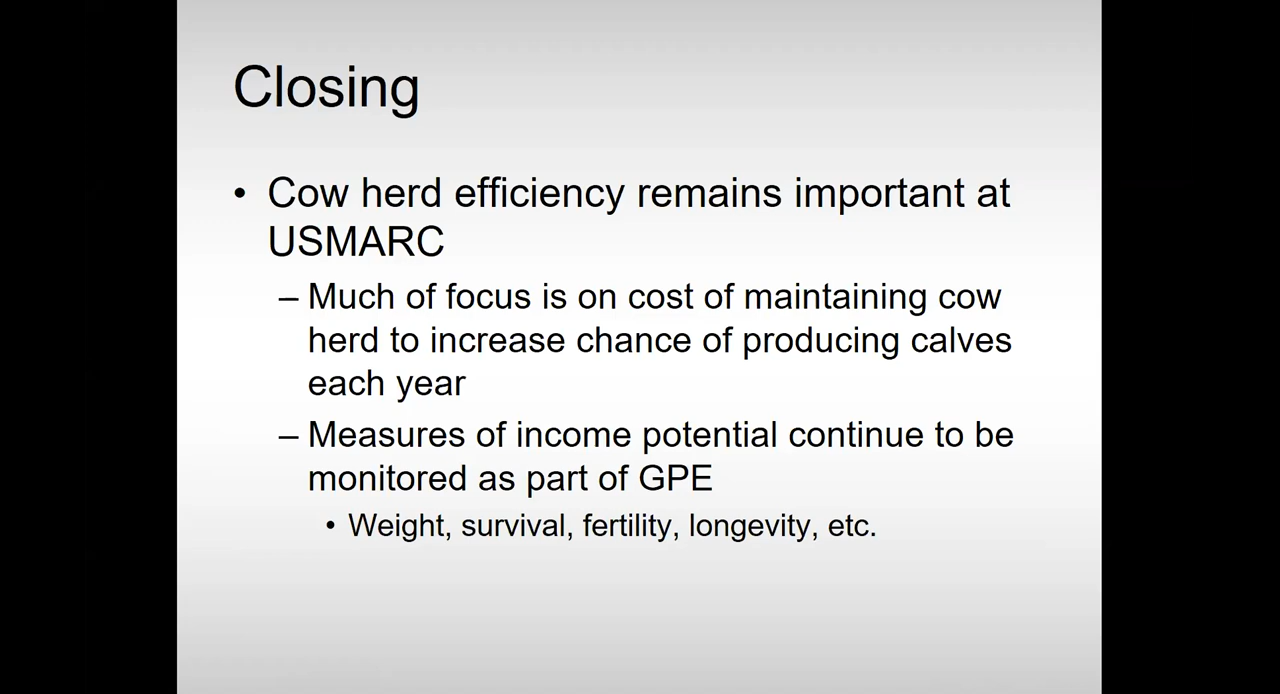 Closing
• Cow herd efficiency remains important at
USMARC
– Much of focus is on cost of maintaining cow
herd to increase chance of producing calves
each year
– Measures of income potential continue to be
monitored as part of GPE
• Weight, survival, fertility, longevity, etc.